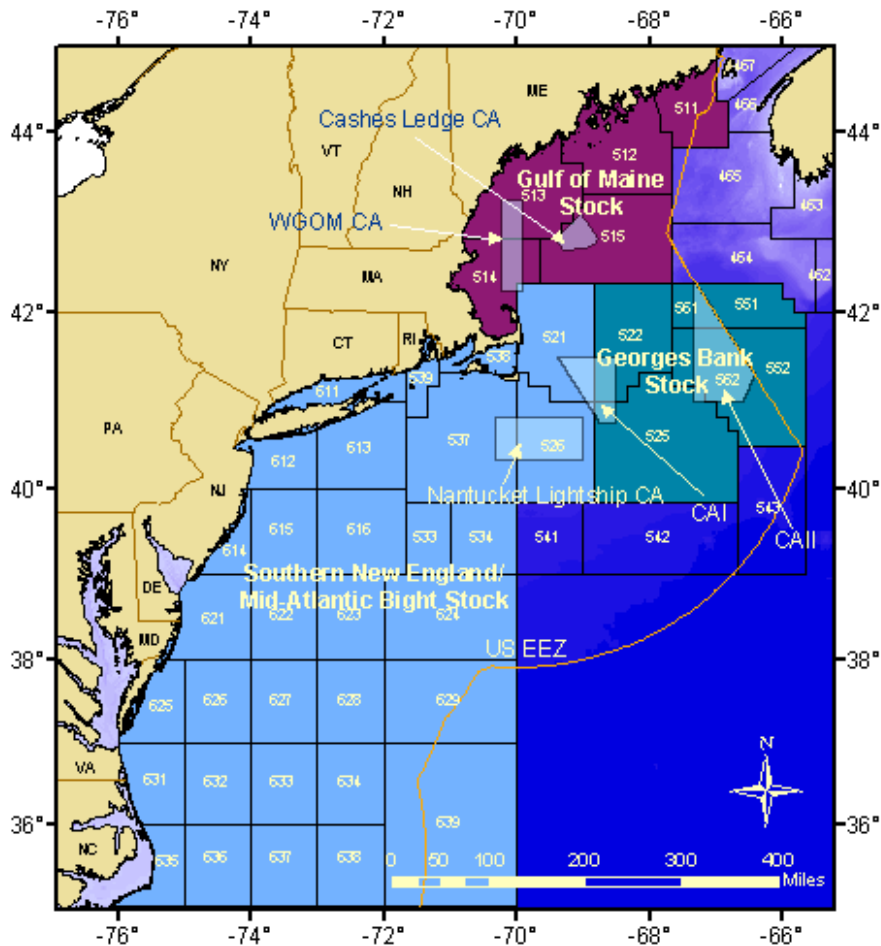 -76° -74° -72° -70° -68° -66°
467
ME
511
466
44° 44°
Cashes Ledge CA
VT
512
465
Gulf of Maine
Stock
513
NH
463
WGOM CA
515
464
462
NY
MA
514
42° 42°
561
551
CT
RI
521
522
538
552
Georges Bank
Stock
539
562
611
PA
613
537
526
525
612
NJ
40° 40°
Nantucket Lightship CA
CAI
543
615
616
533
534
541
542
CAII
614
Southern New England/
Mid-Atlantic Bight Stock
DE
621
622
623
624
MD
US EEZ
38° 38°
625
626
627
628
629
N
VA
631
632
633
634
36° 36°
639
NC
635
636
637
638
0 50 100 200 300 400
Miles
-76° -74° -72° -70° -68° -66°